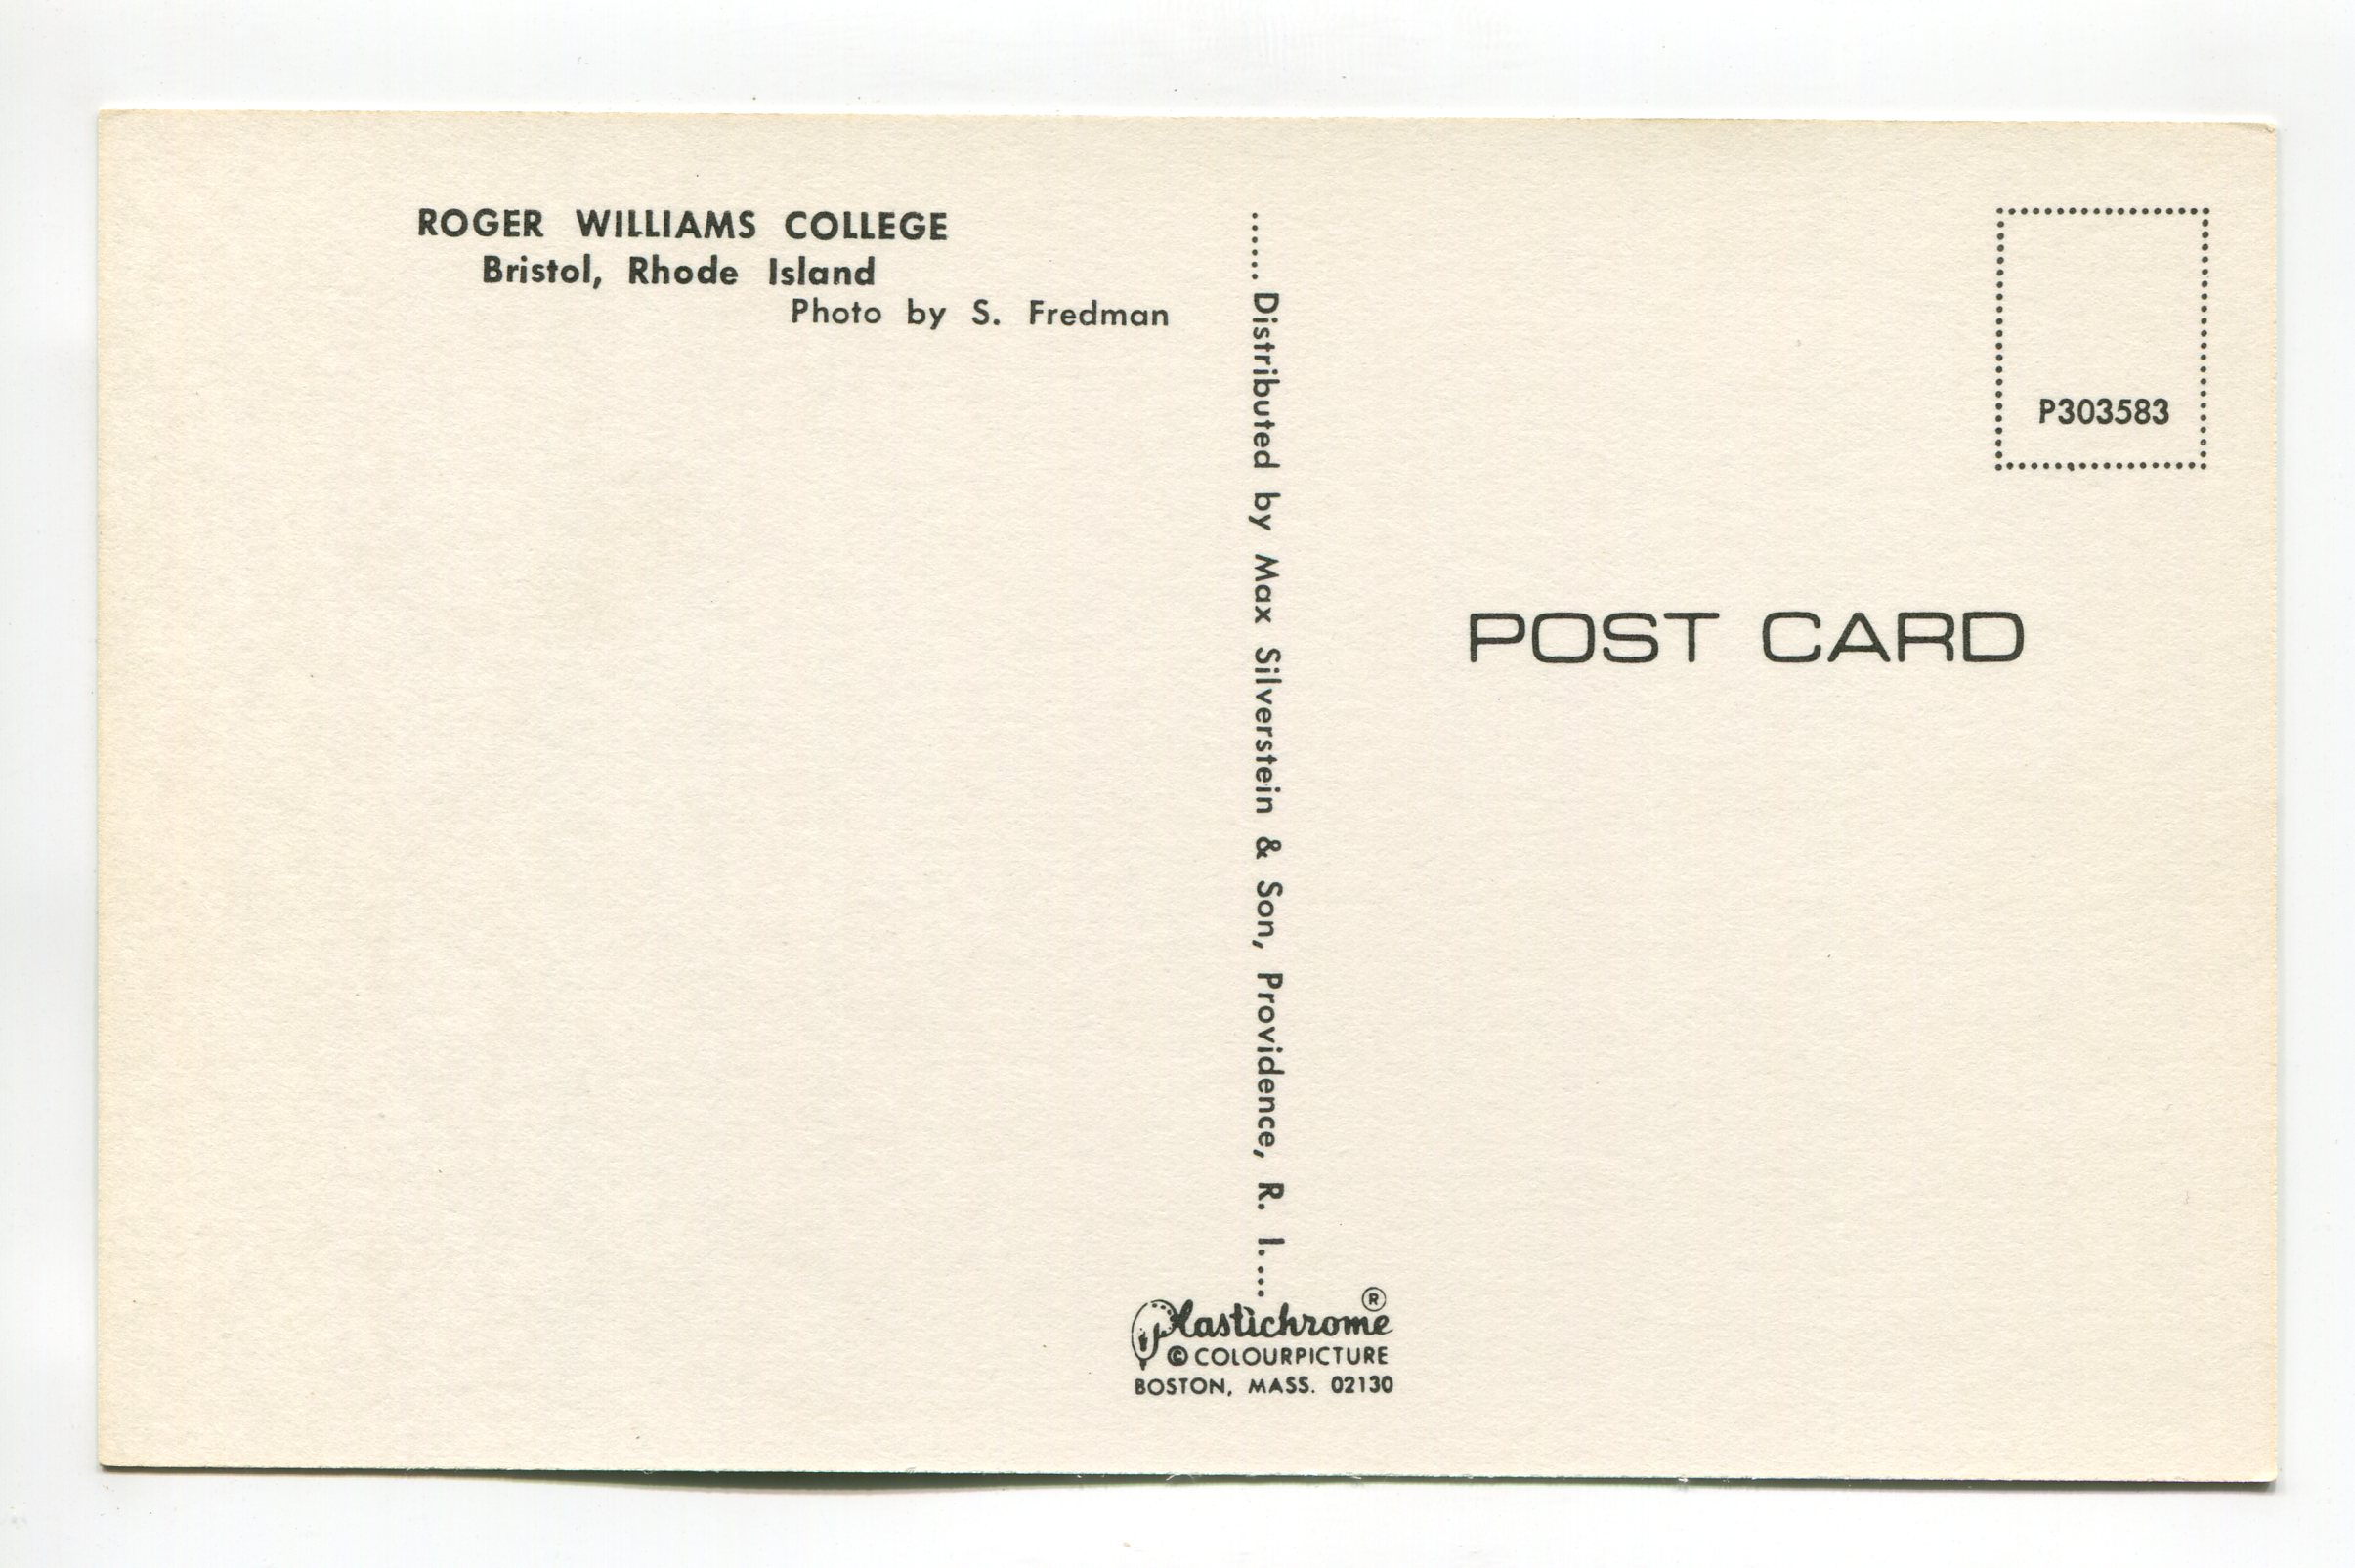 ROGER WILLIAMS COLLEGE
Bristol, Rhode Island
Photo by S. Fredman
......Distributed by Max Silverstein & Son, Providence, R. I....
P303583
POST CARD
Plastichrome ®
© COLOURPICTURE
BOSTON, MASS. 02130